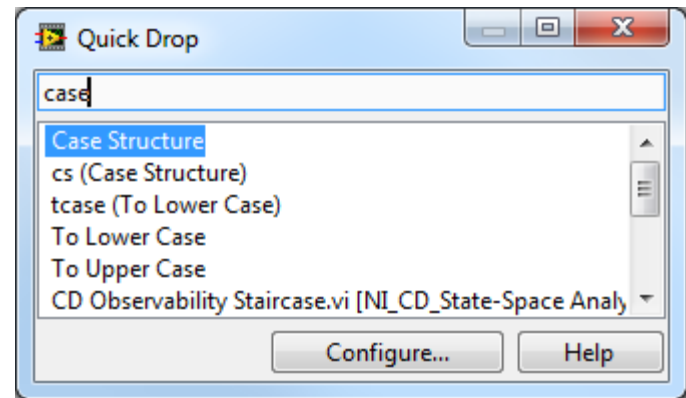 Quick Drop
case
Case Structure
cs (Case Structure)
tcase (To Lower Case)
To Lower Case
To Upper Case
CD Observability Staircase.vi [NI_CD_State-Space Analy
Configure... Help